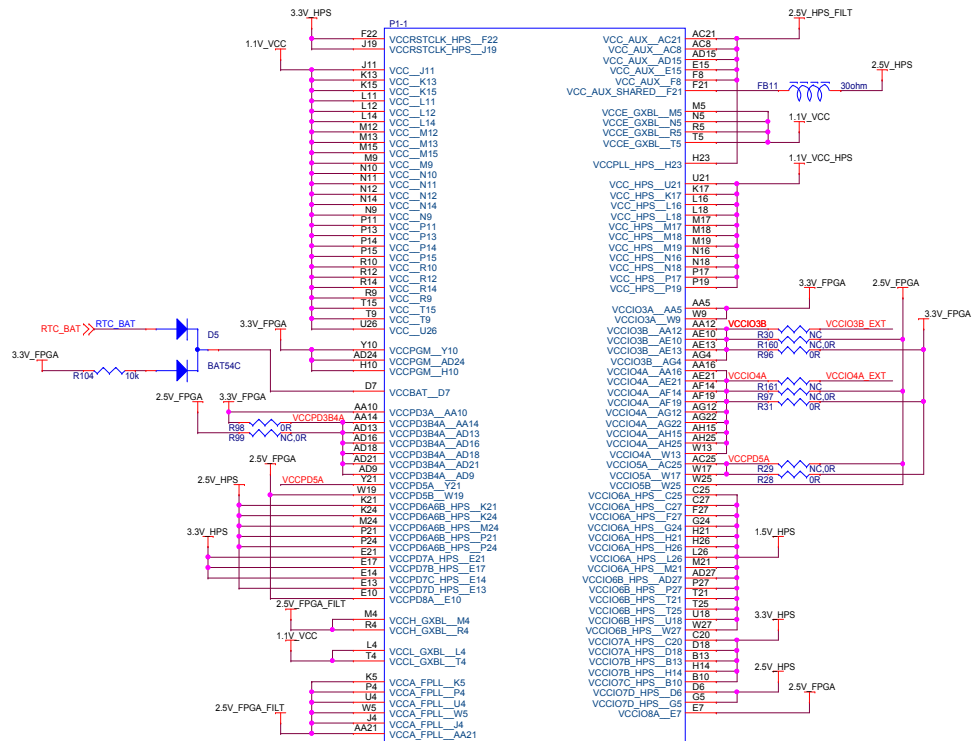 P1-1
3.3V_HPS
F22 VCCRSTCLK_HPS__F22
J19 VCCRSTCLK_HPS__J19
1.1V_VCC
J11 VCC__J11
K13 VCC__K13
K15 VCC__K15
L11 VCC__L11
L12 VCC__L12
L14 VCC__L14
M12 VCC__M12
M13 VCC__M13
M15 VCC__M15
M9 VCC__M9
N10 VCC__N10
N11 VCC__N11
N12 VCC__N12
N14 VCC__N14
N9 VCC__N9
P11 VCC__P11
P13 VCC__P13
P14 VCC__P14
P15 VCC__P15
R10 VCC__R10
R12 VCC__R12
R14 VCC__R14
R9 VCC__R9
T15 VCC__T15
T9 VCC__T9
U26 VCC__U26
RTC_BAT RTC_BAT
D5
BAT54C
3.3V_FPGA
R104 10k
3.3V_FPGA
Y10 VCCPGM__Y10
AD24 VCCPGM__AD24
H10 VCCPGM__H10
D7 VCCBAT__D7
2.5V_FPGA
3.3V_FPGA
AA10 VCCPD3A__AA10
VCCPD3B4A
AA14 VCCPD3B4A__AA14
R98 0R
AD13 VCCPD3B4A__AD13
R99 NC,0R
AD16 VCCPD3B4A__AD16
AD18 VCCPD3B4A__AD18
AD21 VCCPD3B4A__AD21
AD9 VCCPD3B4A__AD9
2.5V_FPGA
VCCPD5A
Y21 VCCPD5A__Y21
W19 VCCPD5B__W19
2.5V_HPS
K21 VCCPD6A6B_HPS__K21
K24 VCCPD6A6B_HPS__K24
M24 VCCPD6A6B_HPS__M24
P21 VCCPD6A6B_HPS__P21
P24 VCCPD6A6B_HPS__P24
3.3V_HPS
E21 VCCPD7A_HPS__E21
E17 VCCPD7B_HPS__E17
E14 VCCPD7C_HPS__E14
E13 VCCPD7D_HPS__E13
E10 VCCPD8A__E10
2.5V_FPGA_FILT
M4 VCCH_GXBL__M4
R4 VCCH_GXBL__R4
1.1V_VCC
L4 VCCL_GXBL__L4
T4 VCCL_GXBL__T4
2.5V_FPGA_FILT
K5 VCCA_FPLL__K5
P4 VCCA_FPLL__P4
U4 VCCA_FPLL__U4
W5 VCCA_FPLL__W5
J4 VCCA_FPLL__J4
AA21 VCCA_FPLL__AA21
2.5V_HPS_FILT
VCC_AUX__AC21 AC21
VCC_AUX__AC8 AC8
VCC_AUX__AD15 AD15
VCC_AUX__E15 E15
VCC_AUX__F8 F8
VCC_AUX_SHARED__F21 F21
FB11 30ohm
2.5V_HPS
VCCE_GXBL__M5 M5
VCCE_GXBL__N5 N5
VCCE_GXBL__R5 R5
VCCE_GXBL__T5 T5
1.1V_VCC
VCCPLL_HPS__H23 H23
1.1V_VCC_HPS
VCC_HPS__U21 U21
VCC_HPS__K17 K17
VCC_HPS__L16 L16
VCC_HPS__L18 L18
VCC_HPS__M17 M17
VCC_HPS__M18 M18
VCC_HPS__M19 M19
VCC_HPS__N16 N16
VCC_HPS__N18 N18
VCC_HPS__P17 P17
VCC_HPS__P19 P19
3.3V_FPGA
2.5V_FPGA
3.3V_FPGA
VCCIO3A__AA5 AA5
VCCIO3A__W9 W9
VCCIO3B__AA12 AA12 VCCIO3B VCCIO3B_EXT
VCCIO3B__AE10 AE10 R30 NC
VCCIO3B__AE13 AE13 R160 NC,0R
VCCIO3B__AG4 AG4 R96 0R
VCCIO4A__AA16 AA16
VCCIO4A__AE21 AE21 VCCIO4A VCCIO4A_EXT
VCCIO4A__AF14 AF14 R161 NC
VCCIO4A__AF19 AF19 R97 NC,0R
VCCIO4A__AG12 AG12 R31 0R
VCCIO4A__AG22 AG22
VCCIO4A__AH15 AH15
VCCIO4A__AH25 AH25
VCCIO4A__W13 W13
VCCIO5A__AC25 AC25 VCCPD5A
VCCIO5A__W17 W17 R29 NC,0R
VCCIO5B__W25 W25 R28 0R
VCCIO6A_HPS__C25 C25
VCCIO6A_HPS__C27 C27
VCCIO6A_HPS__F27 F27
VCCIO6A_HPS__G24 G24
VCCIO6A_HPS__H21 H21
VCCIO6A_HPS__H26 H26
VCCIO6A_HPS__L26 L26
1.5V_HPS
VCCIO6A_HPS__M21 M21
VCCIO6B_HPS__AD27 AD27
VCCIO6B_HPS__P27 P27
VCCIO6B_HPS__T21 T21
VCCIO6B_HPS__T25 T25
VCCIO6B_HPS__U18 U18
VCCIO6B_HPS__W27 W27
3.3V_HPS
VCCIO7A_HPS__C20 C20
VCCIO7A_HPS__D18 D18
VCCIO7B_HPS__B13 B13
VCCIO7B_HPS__H14 H14
VCCIO7C_HPS__B10 B10
2.5V_HPS
VCCIO7D_HPS__D6 D6
VCCIO7D_HPS__G5 G5
2.5V_FPGA
VCCIO8A__E7 E7